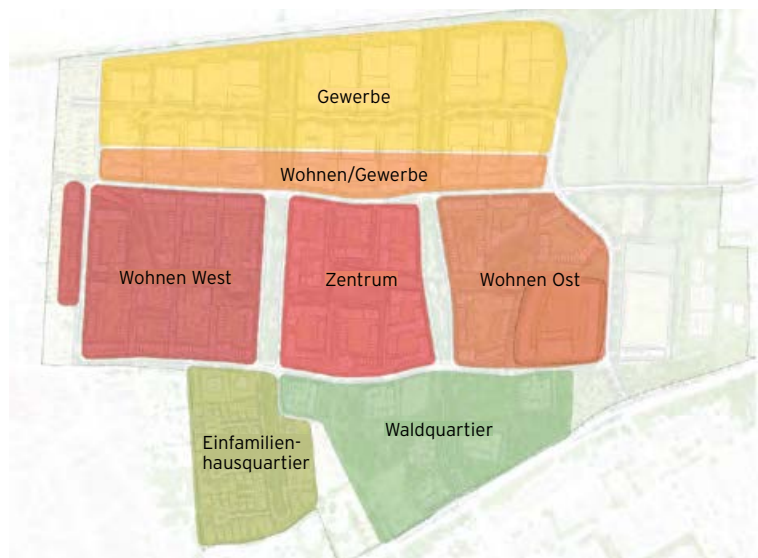 Gewerbe
Wohnen/Gewerbe
Wohnen West
Zentrum
Wohnen Ost
Einfamilien-
hausquartier
Waldquartier